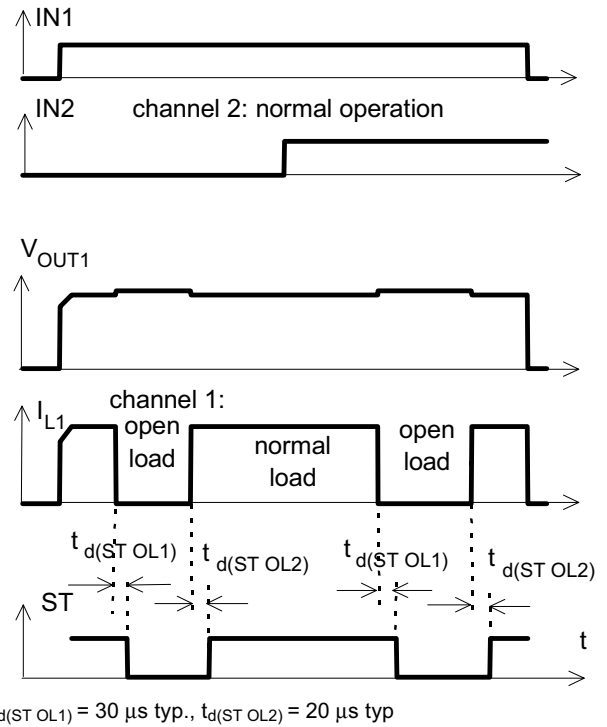 IN1
IN2 channel 2: normal operation
VOUT1
IL1
channel 1:
open load
normal load
open load
td(ST OL1)
td(ST OL2)
td(ST OL1)
td(ST OL2)
ST
t
d(ST OL1) = 30 μs typ., td(ST OL2) = 20 μs typ